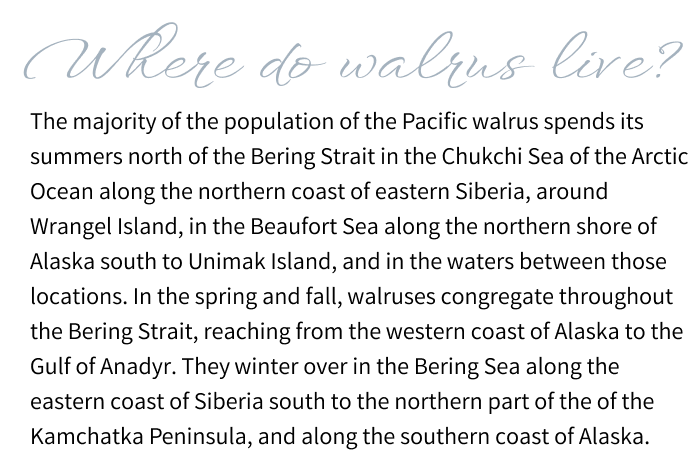 Where do walrus live?
The majority of the population of the Pacific walrus spends its
summers north of the Bering Strait in the Chukchi Sea of the Arctic
Ocean along the northern coast of eastern Siberia, around
Wrangel Island, in the Beaufort Sea along the northern shore of
Alaska south to Unimak Island, and in the waters between those
locations. In the spring and fall, walruses congregate throughout
the Bering Strait, reaching from the western coast of Alaska to the
Gulf of Anadyr. They winter over in the Bering Sea along the
eastern coast of Siberia south to the northern part of the of the
Kamchatka Peninsula, and along the southern coast of Alaska.